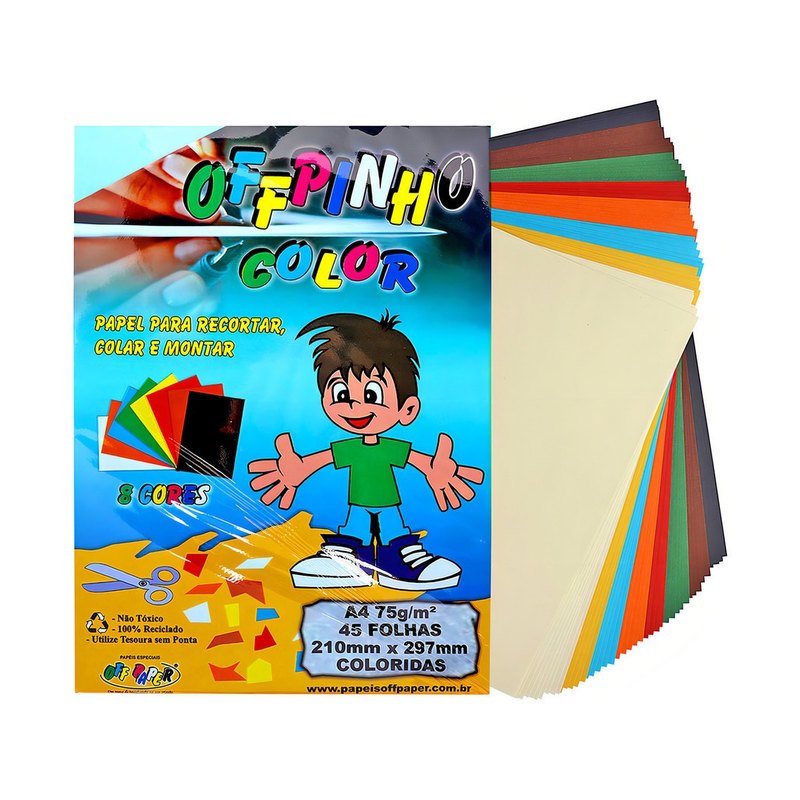 OFFPINHO
COLOR
PAPEL PARA RECORTAR,
COLAR E MONTAR
8 CORES
- Não Tóxico
- 100% Reciclado
- Utilize Tesoura sem Ponta
PAPÉIS ESPECIAIS
OFF PAPER
A4 75g/m²
45 FOLHAS
210mm x 297mm
COLORIDAS
www.papeisoffpaper.com.br